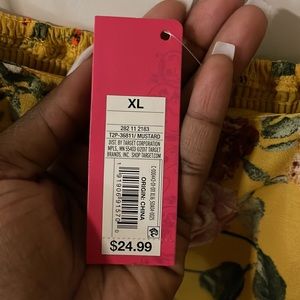 XL
282 11 2183
T2P-36811/ MUSTARD
DIST. BY TARGET CORPORATION
MPLS, MN 55403 ©2017 TARGET
BRANDS, INC. SHOP TARGET.COM
ORIGIN: CHINA
$24.99